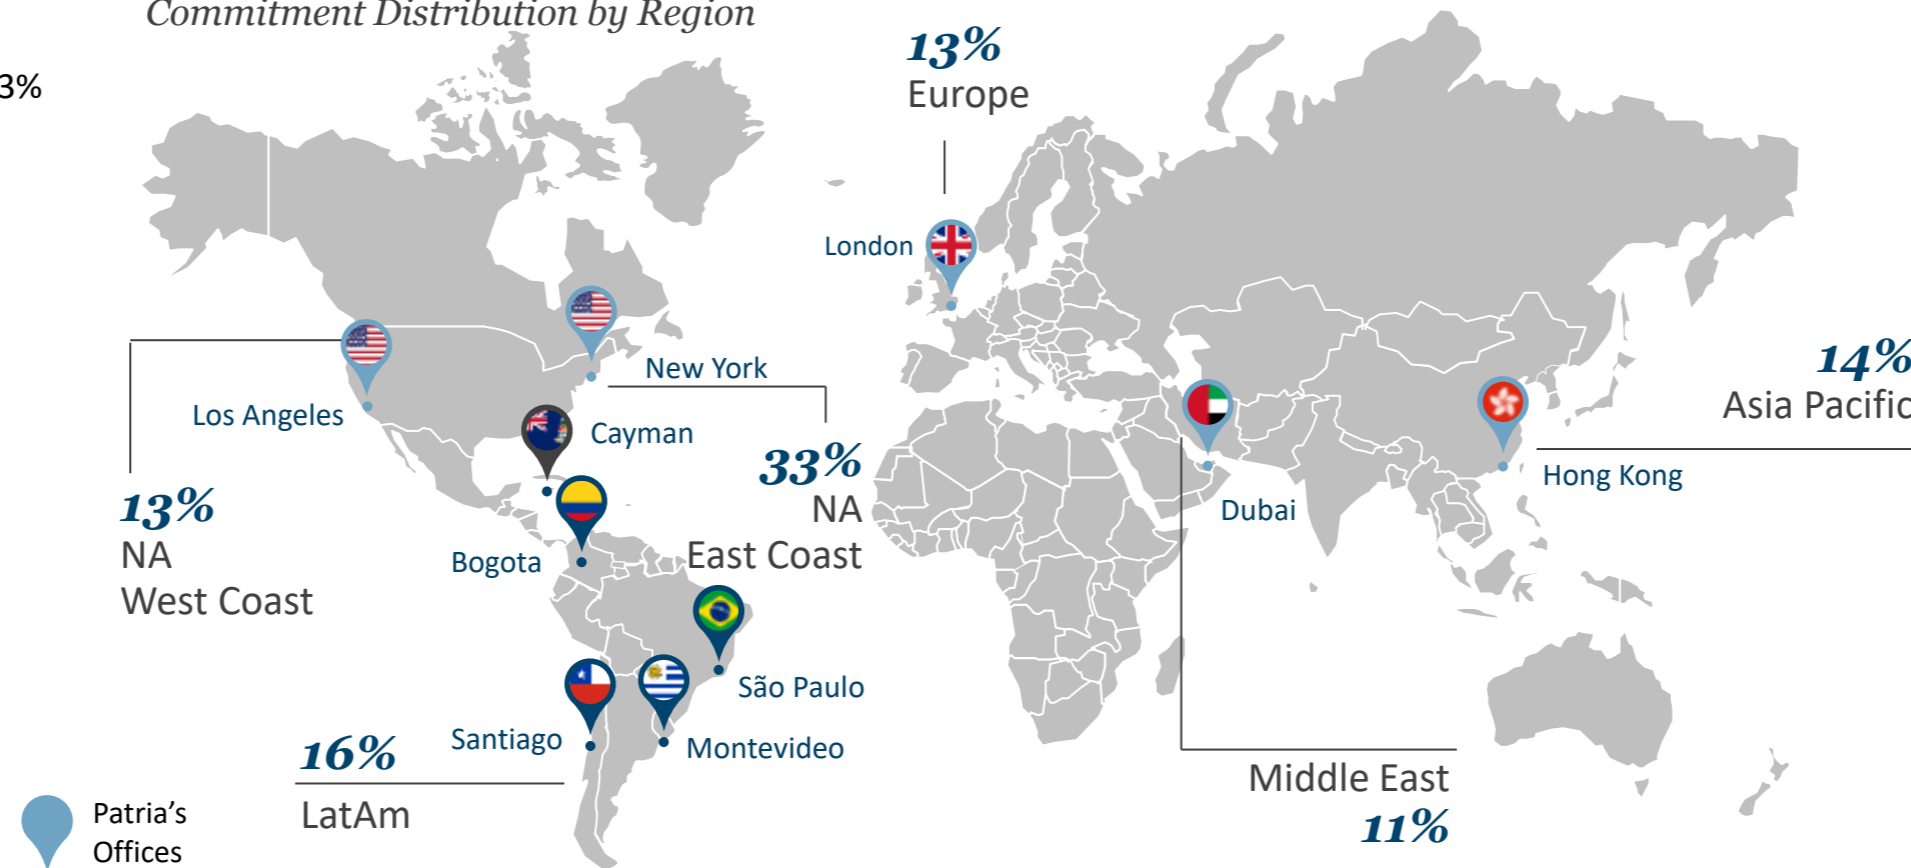 Commitment Distribution by Region
3%
13%
Europe
London
New York
Los Angeles
Cayman
33%
NA
East Coast
13%
NA
West Coast
Bogota
14%
Asia Pacific
Hong Kong
Dubai
São Paulo
Santiago
Montevideo
16%
LatAm
Middle East
11%
Patria’s
Offices